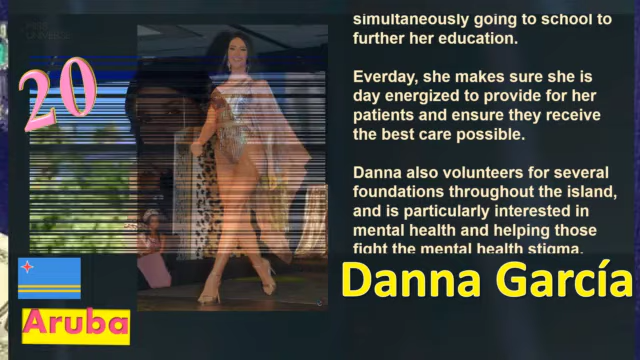 MISS
UNIVERSE
20
simultaneously going to school to
further her education.
Everday, she makes sure she is
day energized to provide for her
patients and ensure they receive
the best care possible.
Danna also volunteers for several
foundations throughout the island,
and is particularly interested in
mental health and helping those
fight the mental health stigma.
Danna García
Aruba